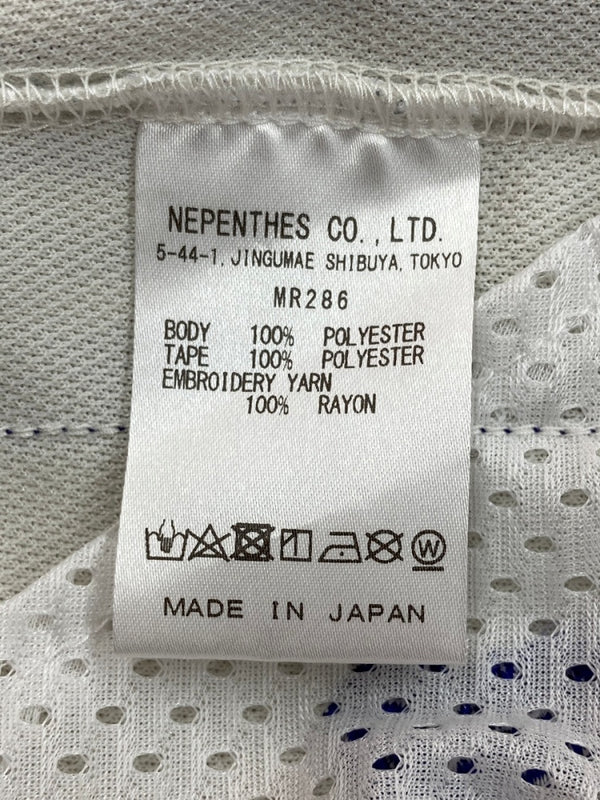 NEPENTHES CO., LTD.
5-44-1, JINGUMAE SHIBUYA, TOKYO
MR286
BODY 100% POLYESTER
TAPE 100% POLYESTER
EMBROIDERY YARN
100% RAYON
W
MADE IN JAPAN